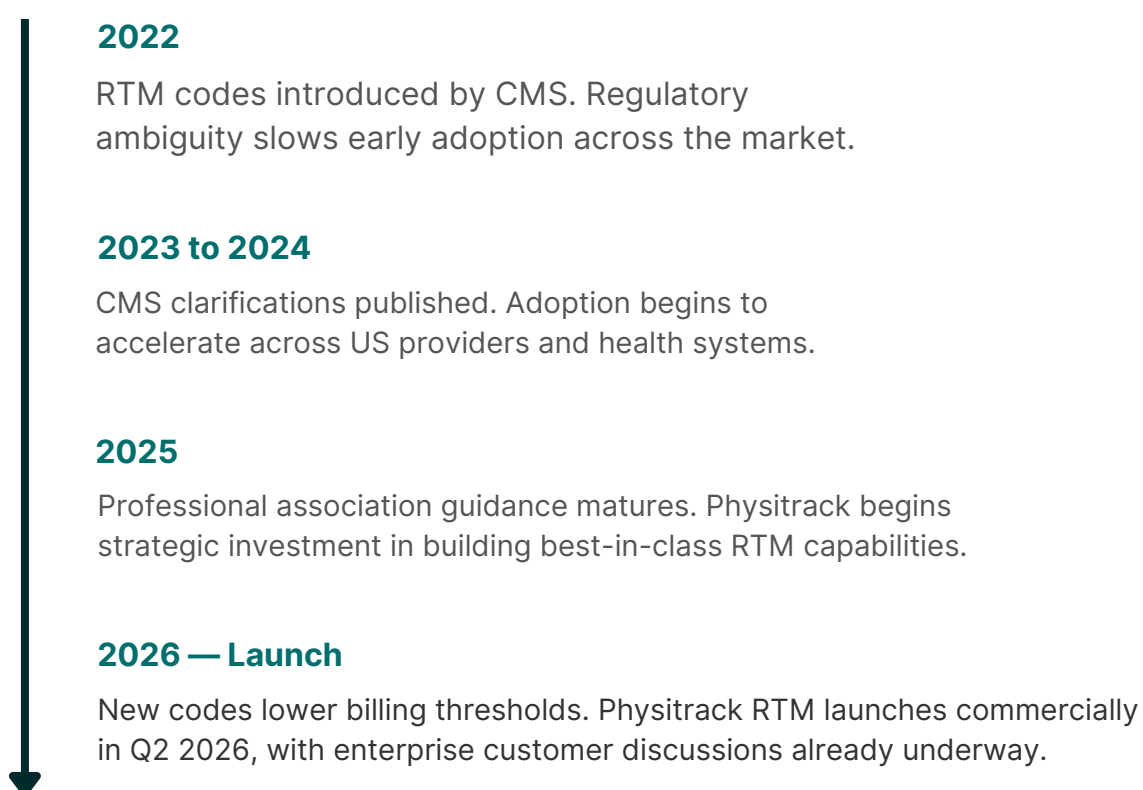 2022
RTM codes introduced by CMS. Regulatory
ambiguity slows early adoption across the market.
2023 to 2024
CMS clarifications published. Adoption begins to
accelerate across US providers and health systems.
2025
Professional association guidance matures. Physitrack begins
strategic investment in building best-in-class RTM capabilities.
2026 — Launch
New codes lower billing thresholds. Physitrack RTM launches commercially
in Q2 2026, with enterprise customer discussions already underway.